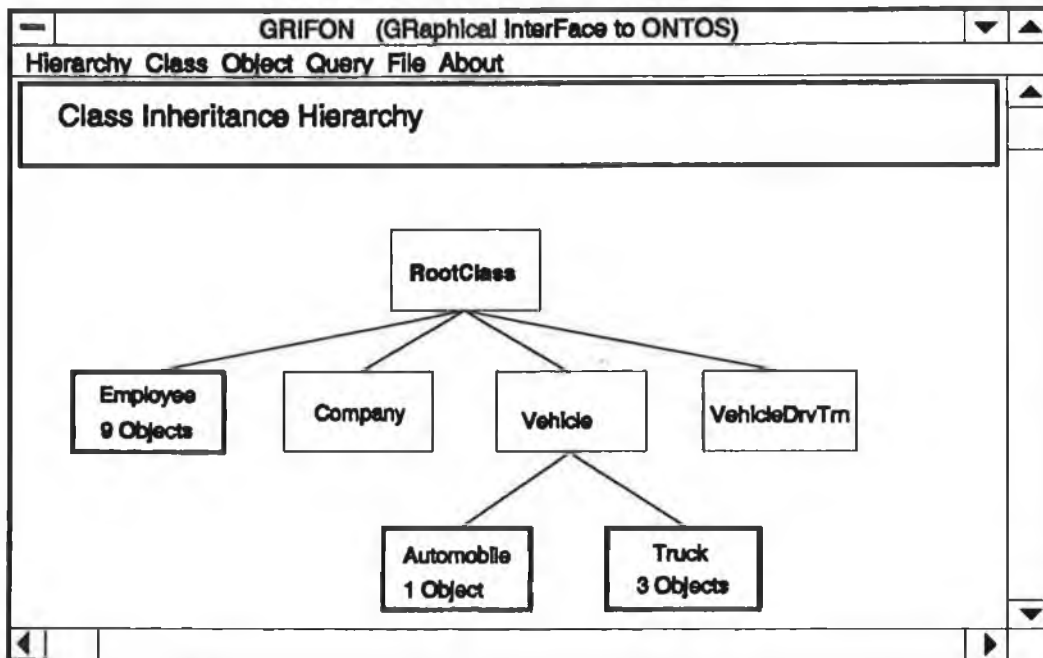 GRIFON (GRaphical InterFace to ONTOS)
Hierarchy Class Object Query File About
Class Inheritance Hierarchy
RootClass
Employee
9 Objects
Company
Vehicle
VehicleDrvTrn
Automobile
1 Object
Truck
3 Objects